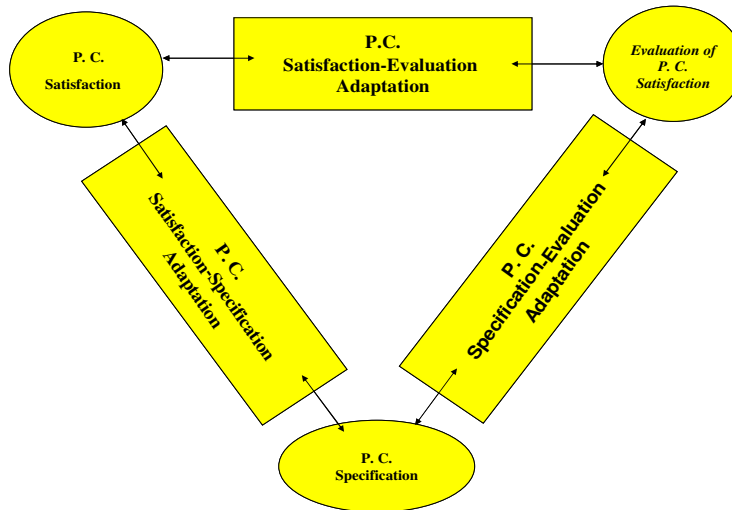 P. C.
Satisfaction
P.C.
Satisfaction-Evaluation
Adaptation
Evaluation of
P. C.
Satisfaction
P. C.
Satisfaction-Specification
Adaptation
P. C.
Specification-Evaluation
Adaptation
P. C.
Specification